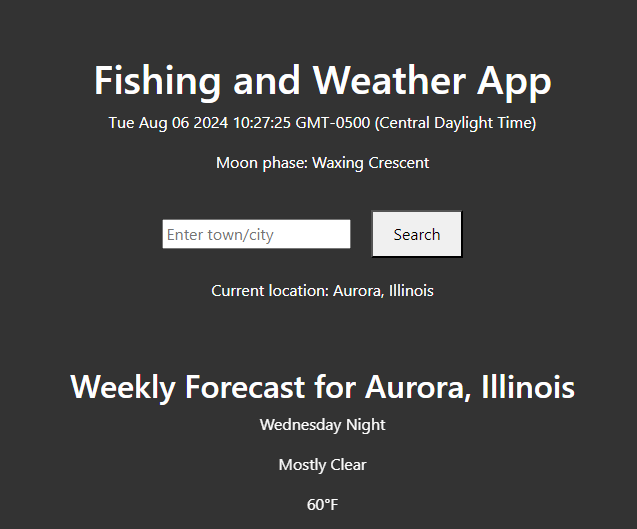 Fishing and Weather App
Tue Aug 06 2024 10:27:25 GMT-0500 (Central Daylight Time)
Moon phase: Waxing Crescent
Enter town/city
Search
Current location: Aurora, Illinois
Weekly Forecast for Aurora, Illinois
Wednesday Night
Mostly Clear
60°F